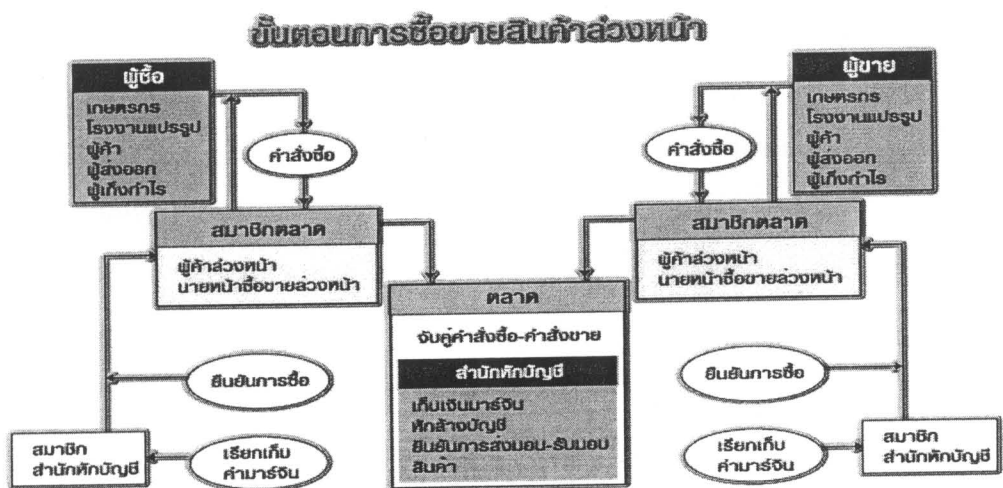 ขั้นตอนการซื้อขายสินค้าล่วงหน้า
ผู้ซื้อ
เกษตรกร
โรงงานแปรรูป
ผู้ค้า
ผู้ส่งออก
ผู้เก็งกำไร
คำสั่งซื้อ
ผู้ขาย
เกษตรกร
โรงงานแปรรูป
ผู้ค้า
ผู้ส่งออก
ผู้เก็งกำไร
คำสั่งซื้อ
สมาชิกตลาด
ผู้ค้าล่วงหน้า
นายหน้าซื้อขายล่วงหน้า
สมาชิกตลาด
ผู้ค้าล่วงหน้า
นายหน้าซื้อขายล่วงหน้า
ตลาด
จับคู่คำสั่งซื้อ-คำสั่งขาย
สำนักหักบัญชี
เก็บเงินมาร์จิน
หักล้างบัญชี
ยืนยันการส่งมอบ-รับมอบ
สินค้า
ยืนยันการซื้อ
สมาชิก
สำนักหักบัญชี
เรียกเก็บ
ค่ามาร์จิน
ยืนยันการซื้อ
เรียกเก็บ
ค่ามาร์จิน
สมาชิก
สำนักหักบัญชี